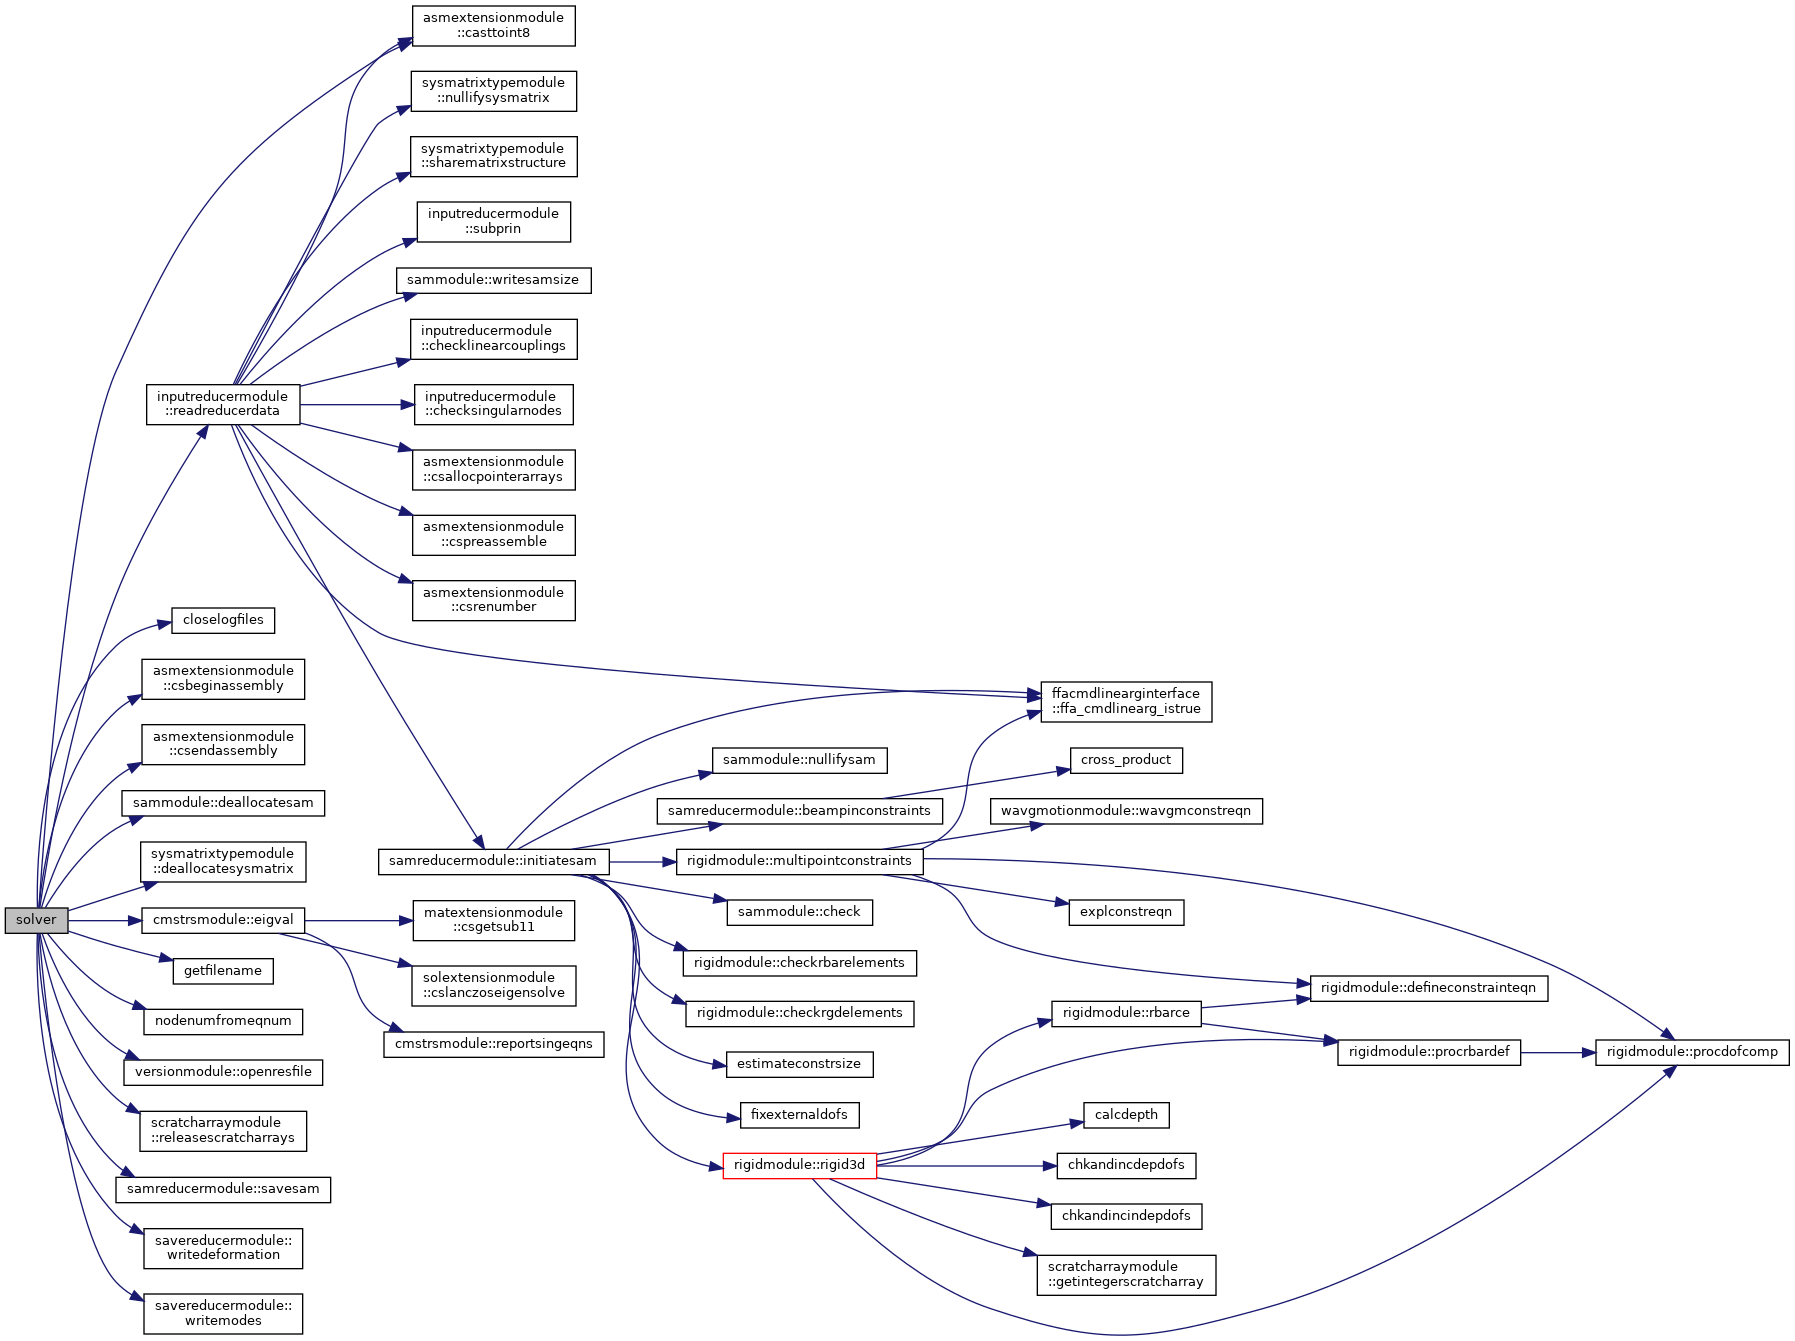 asmextensionmodule
::casttoint8
sysmatrixtypemodule
::nullifysysmatrix
sysmatrixtypemodule
::sharematrixstructure
inputreducermodule
::subprin
sammodule::writesamsize
inputreducermodule
::checklinearcouplings
inputreducermodule
::readreducerdata
inputreducermodule
::checksingularnodes
asmextensionmodule
::csallocpointerarrays
asmextensionmodule
::cspreassemble
asmextensionmodule
::csrenumber
closelogfiles
asmextensionmodule
::csbeginassembly
ffacmdlinearginterface
::ffa_cmdlinearg_istrue
asmextensionmodule
::csendassembly
sammodule::nullifysam
cross_product
sammodule::deallocatesam
samreducermodule::beampinconstraints
wavgmotionmodule::wavgmconstreqn
sysmatrixtypemodule
::deallocatesysmatrix
samreducermodule::initiatesam
rigidmodule::multipointconstraints
solver
cmstrsmodule::eigval
matextensionmodule
::csgetsub11
sammodule::check
explconstreqn
getfilename
solextensionmodule
::cslanczoseigensolve
rigidmodule::checkrbarelements
rigidmodule::defineconstrainteqn
nodenumfromeqnum
rigidmodule::checkrgdelements
rigidmodule::rbarce
cmstrsmodule::reportsingeqns
rigidmodule::procrbardef
rigidmodule::procdofcomp
versionmodule::openresfile
estimateconstrsize
scratcharraymodule
::releasescratcharrays
fixexternaldofs
calcdepth
rigidmodule::rigid3d
chkandincdepdofs
samreducermodule::savesam
chkandincindepdofs
savereducermodule::
writedeformation
scratcharraymodule
::getintegerscratcharray
savereducermodule::
writemodes